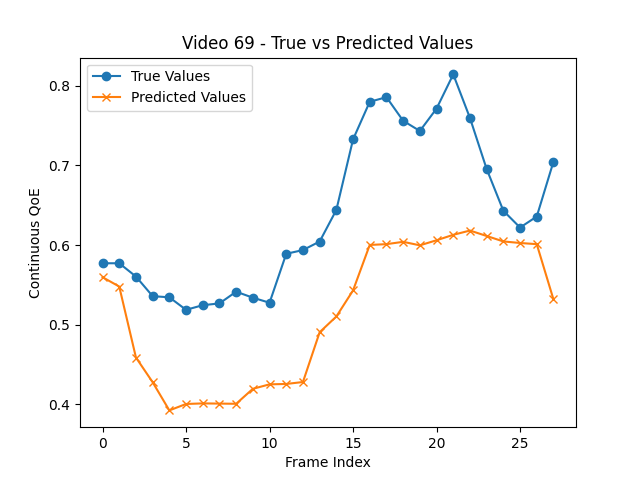 Video 69 - True vs Predicted Values
True Values
Predicted Values
0.8
0.7
0.6
0.5
0.4
Continuous QoE
0 5 10 15 20 25
Frame Index